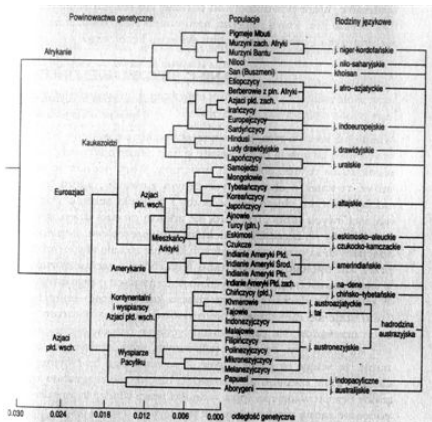 Powinowactwa genetyczne Populacje Rodziny językowe
Afrykanie
Kaukazoidzi
Euroazjaci
Azjaci
płn. wsch.
Mieszkańcy
Arktyki
Amerykanie
Kontynentalni
i wyspiarscy
Azjaci płd. wsch.
Azjaci
płd. wsch.
Wyspiarze
Pacyfiku
Pigmeje Mbuti
Murzyni zach. Afryki
Murzyni Bantu
Niloci
San (Buszmeni)
Etiopczycy
Berberowie z płn. Afryki
Azjaci płd. zach.
Irańczycy
Europejczycy
Sardyńczycy
Hindusi
Ludy drawidyjskie
Lapończycy
Samojedzi
Mongołowie
Tybetańczycy
Koreańczycy
Japończycy
Ajnowie
Turcy (płn.)
Eskimosi
Czukcze
Indianie Ameryki Płd.
Indianie Ameryki Środ.
Indianie Ameryki Płn.
Indianie Ameryki Płd. zach.
Chińczycy (płd.)
Khmerowie
Tajowie
Indonezyjczycy
Malajowie
Filipińczycy
Polinezyjczycy
Mikronezyjczycy
Melanezyjczycy
Papuasi
Aborygeni
j. niger-kordofańskie
j. nilo-saharyjskie
khoisan
j. afro-azjatyckie
j. indoeuropejskie
j. drawidyjskie
j. uralskie
j. ałtajskie
j. eskimosko-aleuckie
j. czukocko-kamczackie
j. amerindiańskie
j. na-dene
j. chińsko-tybetańskie
j. austroazjatyckie
j. tai
j. austronezyjskie
hadrodzina
austrazyjska
j. indopacyficzne
j. australijskie
0.030 0.024 0.018 0.012 0.006 0.000 odległość genetyczna